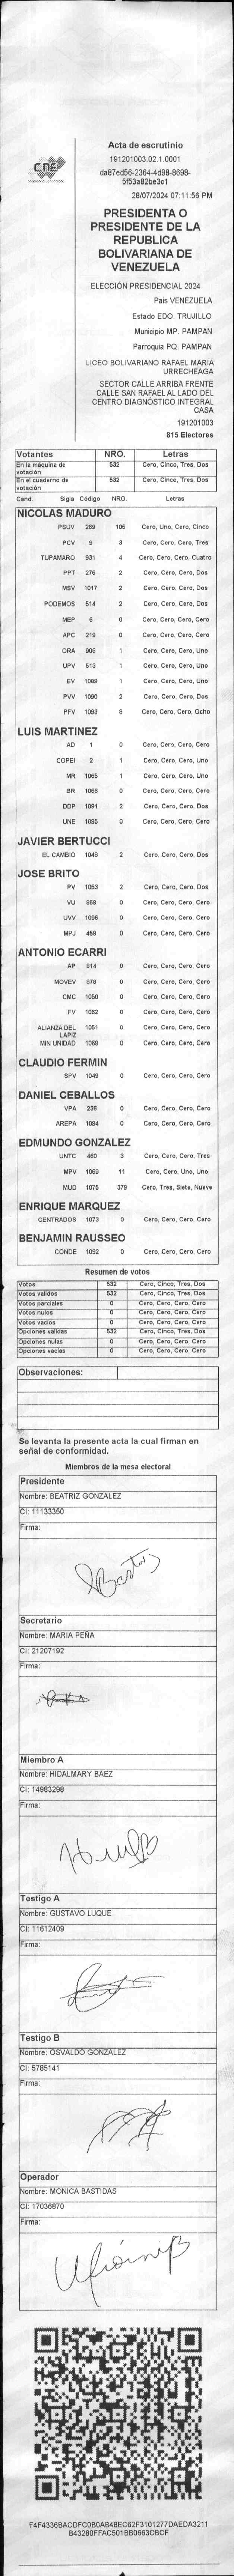 CNE
Acta de escrutinio
191201003.02.1.0001
da87ed56-2364-4d98-8698-
5f53a82be3c1
28/07/2024 07:11:56 PM
PRESIDENTA O
PRESIDENTE DE LA
REPUBLICA
BOLIVARIANA DE
VENEZUELA
ELECCIÓN PRESIDENCIAL 2024
Pais VENEZUELA
Estado EDO. TRUJILLO
Municipio MP. PAMPAN
Parroquia PQ. PAMPAN
LICEO BOLIVARIANO RAFAEL MARIA
URRECHEAGA
SECTOR CALLE ARRIBA FRENTE
CALLE SAN RAFAEL AL LADO DEL
CENTRO DIAGNÓSTICO INTEGRAL
CASA
191201003
815 Electores
Votantes NRO. Letras
En la máquina de votación 532 Cero, Cinco, Tres, Dos
En el cuaderno de votación 532 Cero, Cinco, Tres, Dos
Cand. Sigla Código NRO. Letras
NICOLAS MADURO
PSUV 269 105 Cero, Uno, Cero, Cinco
PCV 9 3 Cero, Cero, Cero, Tres
TUPAMARO 931 4 Cero, Cero, Cero, Cuatro
PPT 276 2 Cero, Cero, Cero, Dos
MSV 1017 2 Cero, Cero, Cero, Dos
PODEMOS 514 2 Cero, Cero, Cero, Dos
MEP 6 0 Cero, Cero, Cero, Cero
APC 219 0 Cero, Cero, Cero, Cero
ORA 906 1 Cero, Cero, Cero, Uno
UPV 513 1 Cero, Cero, Cero, Uno
EV 1089 1 Cero, Cero, Cero, Uno
PVV 1090 2 Cero, Cero, Cero, Dos
PFV 1093 8 Cero, Cero, Cero, Ocho
LUIS MARTINEZ
AD 1 0 Cero, Cero, Cero, Cero
COPEI 2 1 Cero, Cero, Cero, Uno
MR 1065 1 Cero, Cero, Cero, Uno
BR 1066 0 Cero, Cero, Cero, Cero
DDP 1091 2 Cero, Cero, Cero, Dos
UNE 1095 0 Cero, Cero, Cero, Cero
JAVIER BERTUCCI
EL CAMBIO 1048 2 Cero, Cero, Cero, Dos
JOSE BRITO
PV 1053 2 Cero, Cero, Cero, Dos
VU 969 0 Cero, Cero, Cero, Cero
UVV 1096 0 Cero, Cero, Cero, Cero
MPJ 459 0 Cero, Cero, Cero, Cero
ANTONIO ECARRI
AP 914 0 Cero, Cero, Cero, Cero
MOVEV 978 0 Cero, Cero, Cero, Cero
CMC 1050 0 Cero, Cero, Cero, Cero
FV 1062 0 Cero, Cero, Cero, Cero
ALIANZA DEL LAPIZ 1051 0 Cero, Cero, Cero, Cero
MIN UNIDAD 1069 0 Cero, Cero, Cero, Cero
CLAUDIO FERMIN
SPV 1049 0 Cero, Cero, Cero, Cero
DANIEL CEBALLOS
VPA 236 0 Cero, Cero, Cero, Cero
AREPA 1094 0 Cero, Cero, Cero, Cero
EDMUNDO GONZALEZ
UNTC 460 3 Cero, Cero, Cero, Tres
MPV 1069 11 Cero, Cero, Uno, Uno
MUD 1075 379 Cero, Tres, Siete, Nueve
ENRIQUE MARQUEZ
CENTRADOS 1073 0 Cero, Cero, Cero, Cero
BENJAMIN RAUSSEO
CONDE 1092 0 Cero, Cero, Cero, Cero
Resumen de votos
Votos 532 Cero, Cinco, Tres, Dos
Votos validos 532 Cero, Cinco, Tres, Dos
Votos parciales 0 Cero, Cero, Cero, Cero
Votos nulos 0 Cero, Cero, Cero, Cero
Votos vacios 0 Cero, Cero, Cero, Cero
Opciones validas 532 Cero, Cinco, Tres, Dos
Opciones nulas 0 Cero, Cero, Cero, Cero
Opciones vacias 0 Cero, Cero, Cero, Cero
Observaciones:
Se levanta la presente acta la cual firman en
señal de conformidad.
Miembros de la mesa electoral
Presidente
Nombre: BEATRIZ GONZALEZ
CI: 11133350
Firma:
Secretario
Nombre: MARIA PEÑA
CI: 21207192
Firma:
Miembro A
Nombre: HIDALMARY BAEZ
CI: 14983298
Firma:
Testigo A
Nombre: GUSTAVO LUQUE
CI: 11612409
Firma:
Testigo B
Nombre: OSVALDO GONZALEZ
CI: 5785141
Firma:
Operador
Nombre: MONICA BASTIDAS
CI: 17036870
Firma:
F4F4336BACDFC0B0AB48EC62F3101277DAEDA3211
B43280FFAC501BB0663CBCF